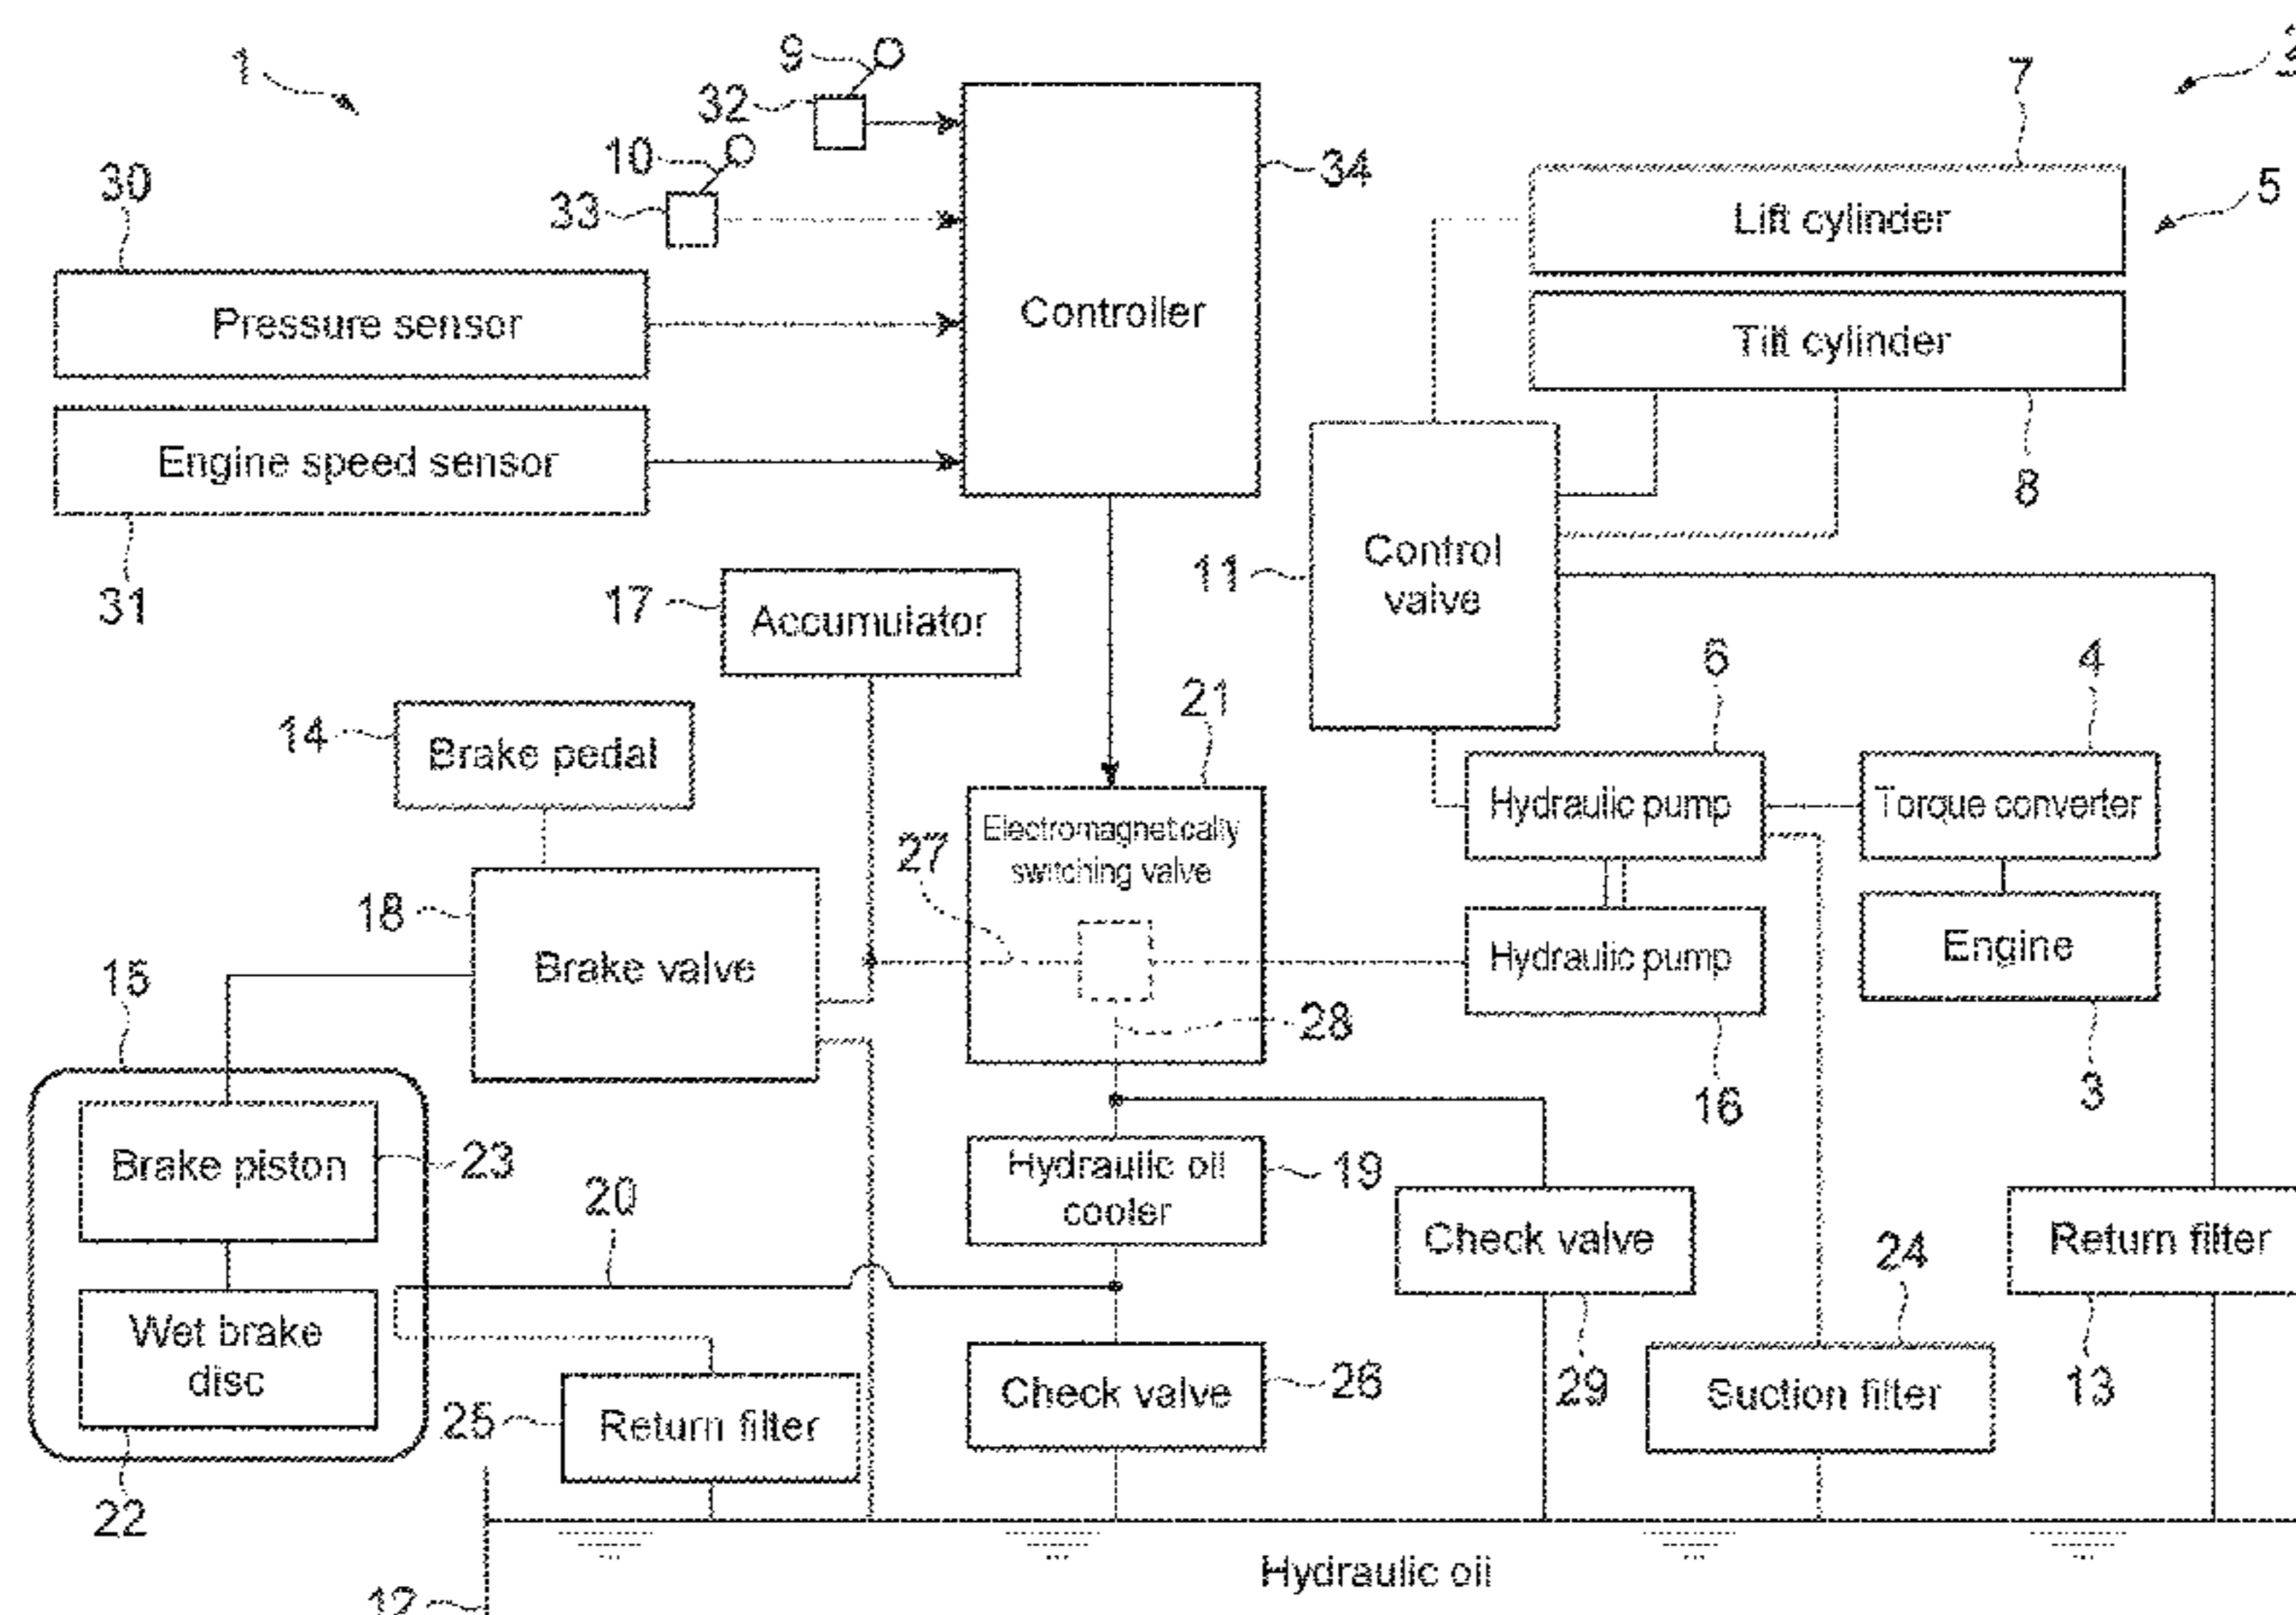 1
9
32
10
33
34
7
2
5
30
Lift cylinder
Pressure sensor
Controller
Tilt cylinder
Engine speed sensor
8
31
17
Accumulator
11
Control
valve
6
4
21
14
Brake pedal
Hydraulic pump
Torque converter
Electromagnetically
switching valve
27
18
Brake valve
Hydraulic pump
Engine
15
28
16
3
Brake piston
23
Hydraulic oil
cooler
19
20
Check valve
24
Return filter
Wet brake
disc
25
Return filter
Check valve
26
29
Suction filter
13
22
Hydraulic oil
12